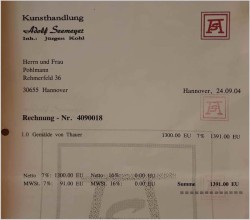 Kunsthandlung
Adolf Seemeyer
Inh.: Jürgen Kohl
Herrn und Frau
Pohlmann
Rehmerfeld 36
30655 Hannover
Hannover, 24.09.04
Rechnung - Nr. 4090018
1.0 Gemälde von Thauer 1300.00 EU 7% 1391.00 EU
Netto 7% 1300.00 EU Netto 16% 0.00 EU
MWSt. 7% 91.00 EU MWSt. 16% 0.00 EU Summe 1391.00 EU